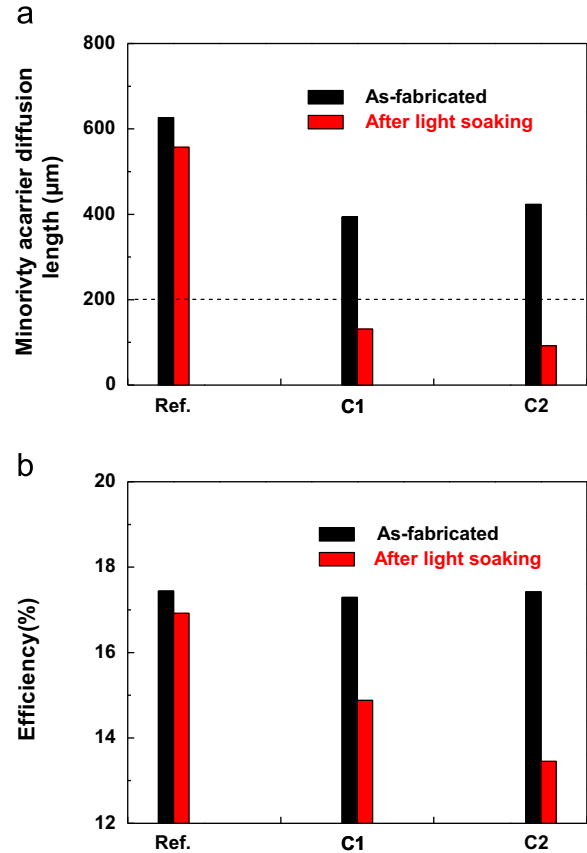 a
800
600
400
200
0
Minorivty acarrier diffusion
length (μm)
As-fabricated
After light soaking
Ref.
C1
C2
b
20
18
16
14
12
Efficiency(%)
As-fabricated
After light soaking
Ref.
C1
C2